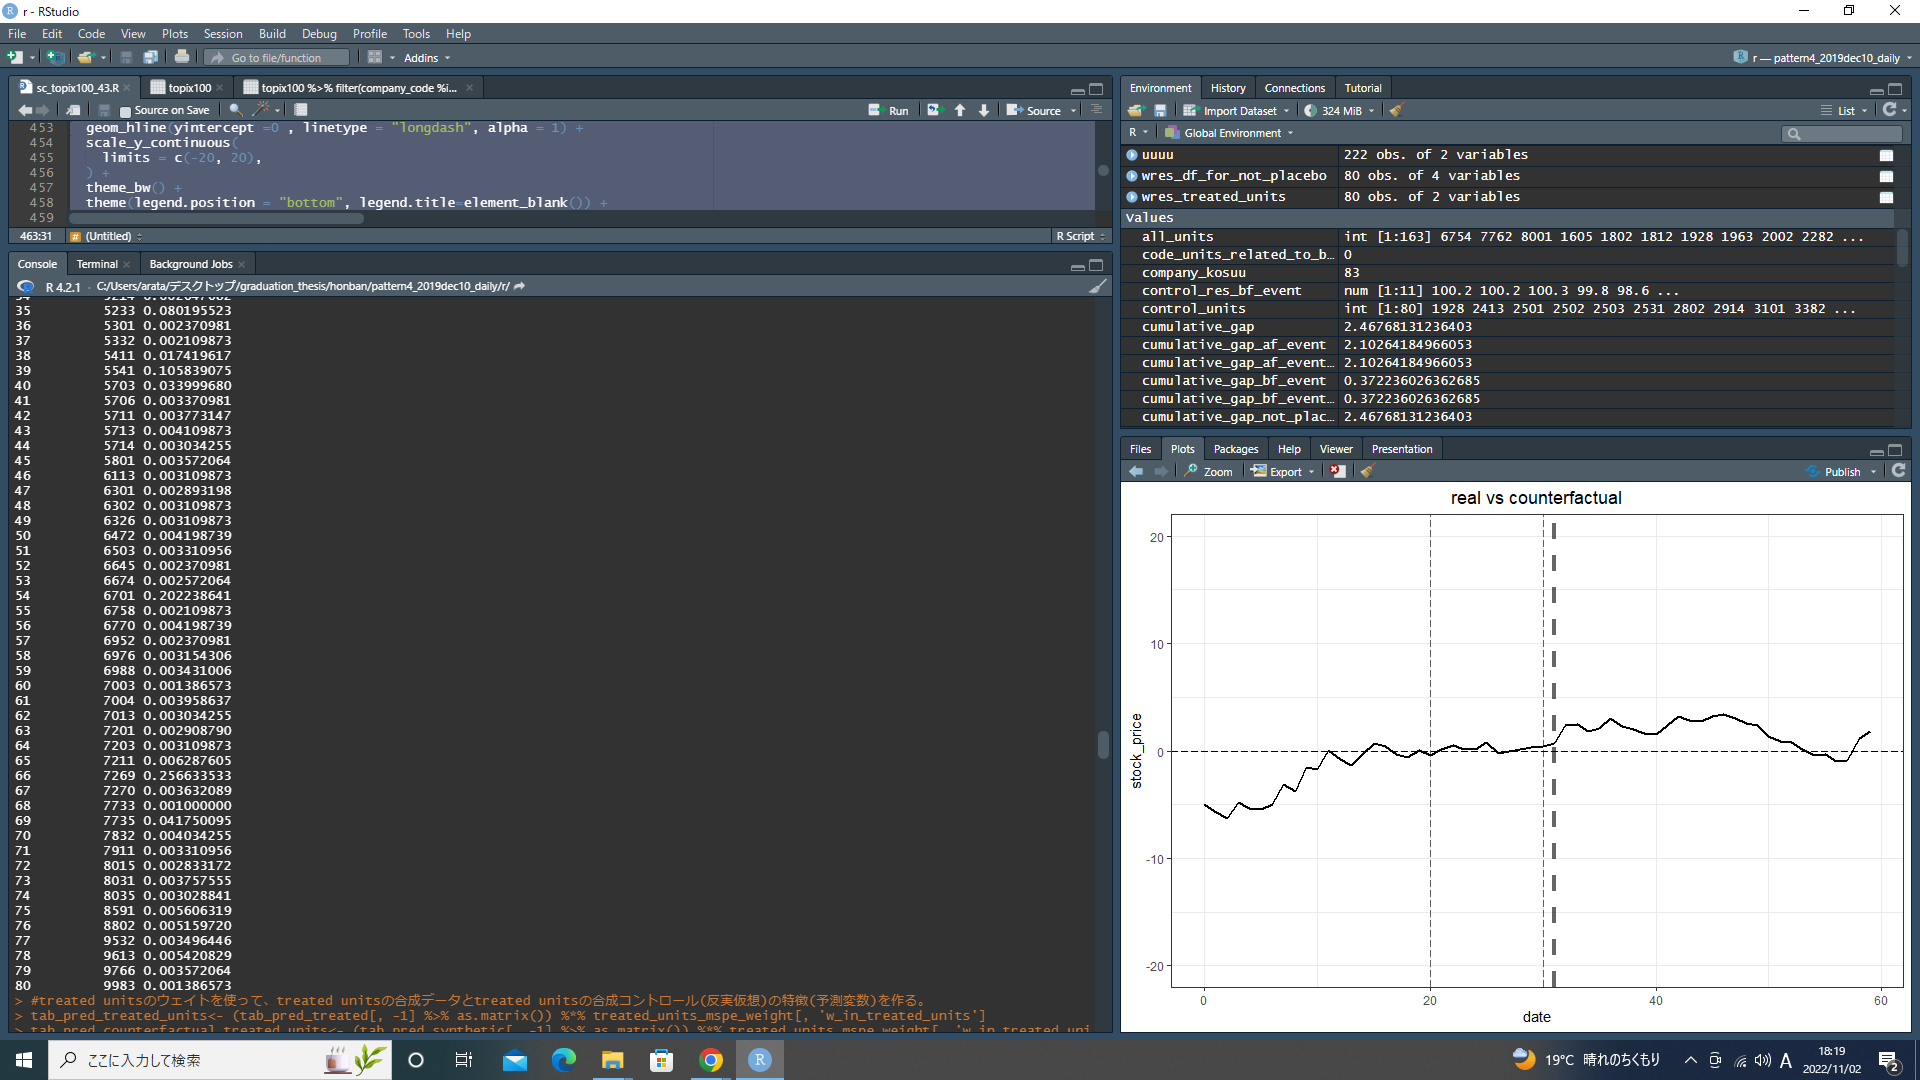 r - RStudio
File Edit Code View Plots Session Build Debug Profile Tools Help
Go to file/function Addins
r — pattern4_2019dec10_daily
sc_topix100_43.R topix100 topix100 %>% filter(company_code %i...
Source on Save Run Source
453 geom_hline(yintercept =0 , linetype = "longdash", alpha = 1) +
454 scale_y_continuous(
455 limits = c(-20, 20),
456 ) +
457 theme_bw() +
458 theme(legend.position = "bottom", legend.title=element_blank()) +
459
463:31 # (Untitled) R Script
Console Terminal Background Jobs
R 4.2.1 · C:/Users/arata/デスクトップ/graduation_thesis/honban/pattern4_2019dec10_daily/r/
35 5233 0.080195523
36 5301 0.002370981
37 5332 0.002109873
38 5411 0.017419617
39 5541 0.105839075
40 5703 0.033999680
41 5706 0.003370981
42 5711 0.003773147
43 5713 0.004109873
44 5714 0.003034255
45 5801 0.003572064
46 6113 0.003109873
47 6301 0.002893198
48 6302 0.003109873
49 6326 0.003109873
50 6472 0.004198739
51 6503 0.003310956
52 6645 0.002370981
53 6674 0.002572064
54 6701 0.202238641
55 6758 0.002109873
56 6770 0.004198739
57 6952 0.002370981
58 6976 0.003154306
59 6988 0.003431006
60 7003 0.001386573
61 7004 0.003958637
62 7013 0.003034255
63 7201 0.002908790
64 7203 0.003109873
65 7211 0.006287605
66 7269 0.256633533
67 7270 0.003632089
68 7733 0.001000000
69 7735 0.041750095
70 7832 0.004034255
71 7911 0.003310956
72 8015 0.002833172
73 8031 0.003757555
74 8035 0.003028841
75 8591 0.005606319
76 8802 0.005159720
77 9532 0.003496446
78 9613 0.005420829
79 9766 0.003572064
80 9983 0.001386573
> #treated unitsのウェイトを使って、treated unitsの合成データとtreated unitsの合成コントロール(反実仮想)の特徴(予測変数)を作る。
> tab_pred_treated_units<- (tab_pred_treated[, -1] %>% as.matrix()) %*% treated_units_mspe_weight[, 'w_in_treated_units']
> tab_pred_counterfactual_treated_units<- (tab_pred_synthetic[, -1] %>% as.matrix()) %*% treated_units_mspe_weight[, 'w_in_treated_uni
Environment History Connections Tutorial
Import Dataset 324 MiB List
R Global Environment
uuuu 222 obs. of 2 variables
wres_df_for_not_placebo 80 obs. of 4 variables
wres_treated_units 80 obs. of 2 variables
Values
all_units int [1:163] 6754 7762 8001 1605 1802 1812 1928 1963 2002 2282 ...
code_units_related_to_b… 0
company_kosuu 83
control_res_bf_event num [1:11] 100.2 100.2 100.3 99.8 98.6 ...
control_units int [1:80] 1928 2413 2501 2502 2503 2531 2802 2914 3101 3382 ...
cumulative_gap 2.46768131236403
cumulative_gap_af_event 2.10264184966053
cumulative_gap_af_event… 2.10264184966053
cumulative_gap_bf_event 0.372236026362685
cumulative_gap_bf_event… 0.372236026362685
cumulative_gap_not_plac… 2.46768131236403
Files Plots Packages Help Viewer Presentation
Zoom Export Publish
real vs counterfactual
20
10
0
-10
-20
stock_price
0 20 40 60
date
ここに入力して検索
19°C 晴れのちくもり
A
18:19
2022/11/02
2